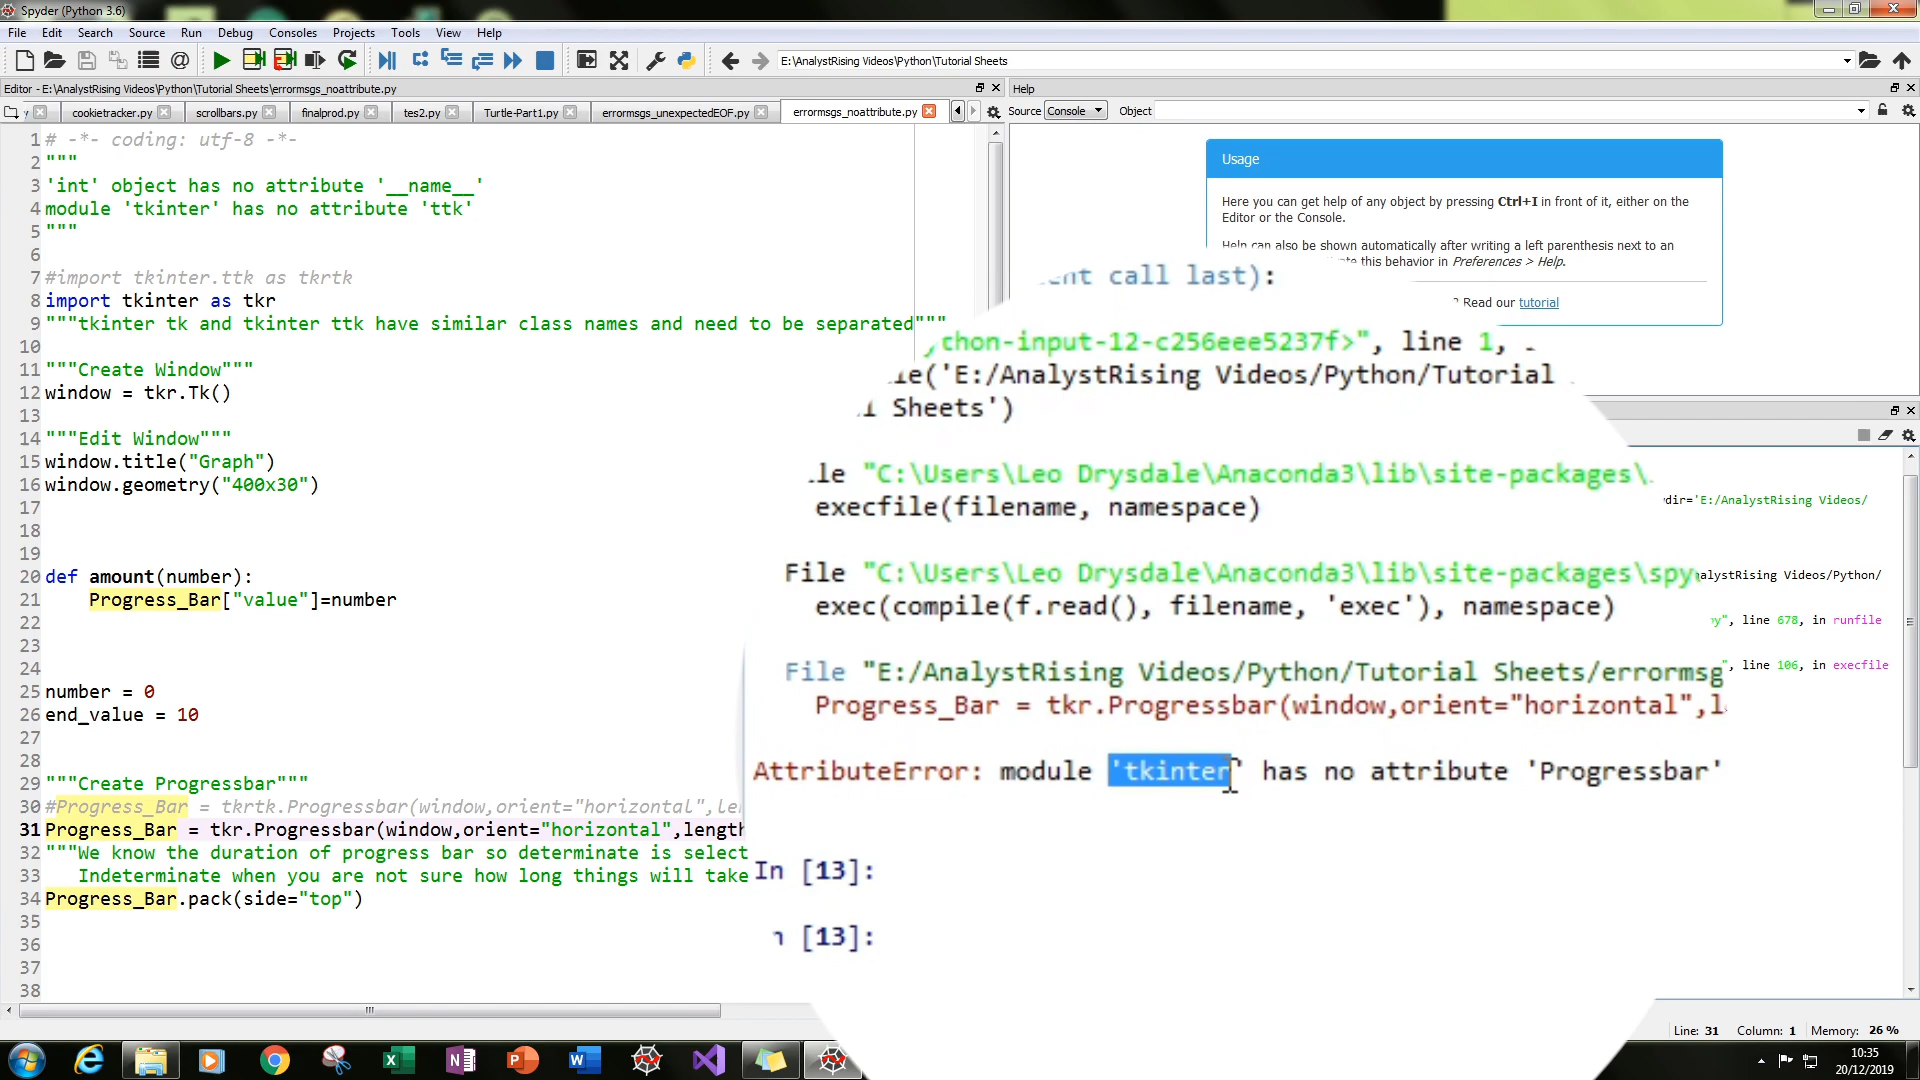 Spyder (Python 3.6)
File Edit Search Source Run Debug Consoles Projects Tools View Help
E:\AnalystRising Videos\Python\Tutorial Sheets
Editor - E:\AnalystRising Videos\Python\Tutorial Sheets\errormsgs_noattribute.py
Help
y cookietracker.py scrollbars.py finalprod.py tes2.py Turtle-Part1.py errormsgs_unexpectedEOF.py errormsgs_noattribute.py
Source Console Object
1 # -*- coding: utf-8 -*-
2 """
3 'int' object has no attribute '__name__'
4 module 'tkinter' has no attribute 'ttk'
5 """
6
7 #import tkinter.ttk as tkrtk
8 import tkinter as tkr
9 """tkinter tk and tkinter ttk have similar class names and need to be separated"""
10
11 """Create Window"""
12 window = tkr.Tk()
13
14 """Edit Window"""
15 window.title("Graph")
16 window.geometry("400x30")
17
18
19
20 def amount(number):
21 Progress_Bar["value"]=number
22
23
24
25 number = 0
26 end_value = 10
27
28
29 """Create Progressbar"""
30 #Progress_Bar = tkrtk.Progressbar(window,orient="horizontal",len
31 Progress_Bar = tkr.Progressbar(window,orient="horizontal",length
32 """We know the duration of progress bar so determinate is select
33 Indeterminate when you are not sure how long things will take
34 Progress_Bar.pack(side="top")
35
36
37
38
Usage
Here you can get help of any object by pressing Ctrl+I in front of it, either on the
Editor or the Console.
Help can also be shown automatically after writing a left parenthesis next to an
this behavior in Preferences > Help.
? Read our tutorial
ent call last):
thon-input-12-c256eee5237f>", line 1,
le('E:/AnalystRising Videos/Python/Tutorial
l Sheets')
le "C:\Users\Leo Drysdale\Anaconda3\lib\site-packages\
execfile(filename, namespace)
File "C:\Users\Leo Drysdale\Anaconda3\lib\site-packages\spy
exec(compile(f.read(), filename, 'exec'), namespace)
File "E:/AnalystRising Videos/Python/Tutorial Sheets/errormsg
Progress_Bar = tkr.Progressbar(window,orient="horizontal",l
AttributeError: module 'tkinter' has no attribute 'Progressbar'
In [13]:
n [13]:
dir='E:/AnalystRising Videos/
alystRising Videos/Python/
py", line 678, in runfile
", line 106, in execfile
Line: 31 Column: 1 Memory: 26 %
10:35
20/12/2019